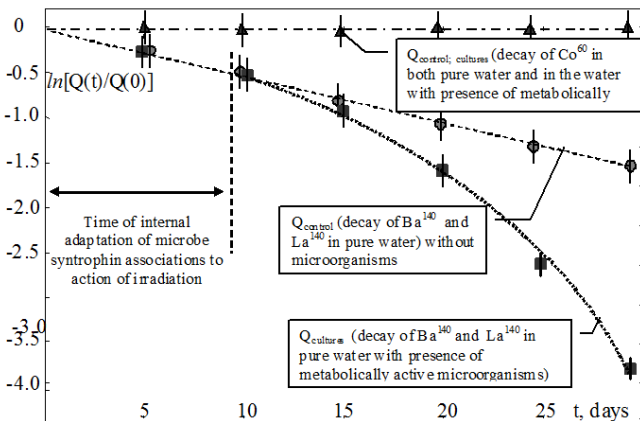 0
ln[Q(t)/Q(0)]
-0.5
-1.0
-1.5
-2.0
-2.5
-3.0
-3.5
-4.0
Q control; cultures (decay of Co60 in
both pure water and in the water
with presence of metabolically
Time of internal
adaptation of microbe
syntrophin associations to
action of irradiation
Qcontrol (decay of Ba140 and
La140 in pure water) without
microorganisms
Qcultures (decay of Ba140 and La140 in
pure water with presence of
metabolically active microorganisms)
5 10 15 20 25 t, days